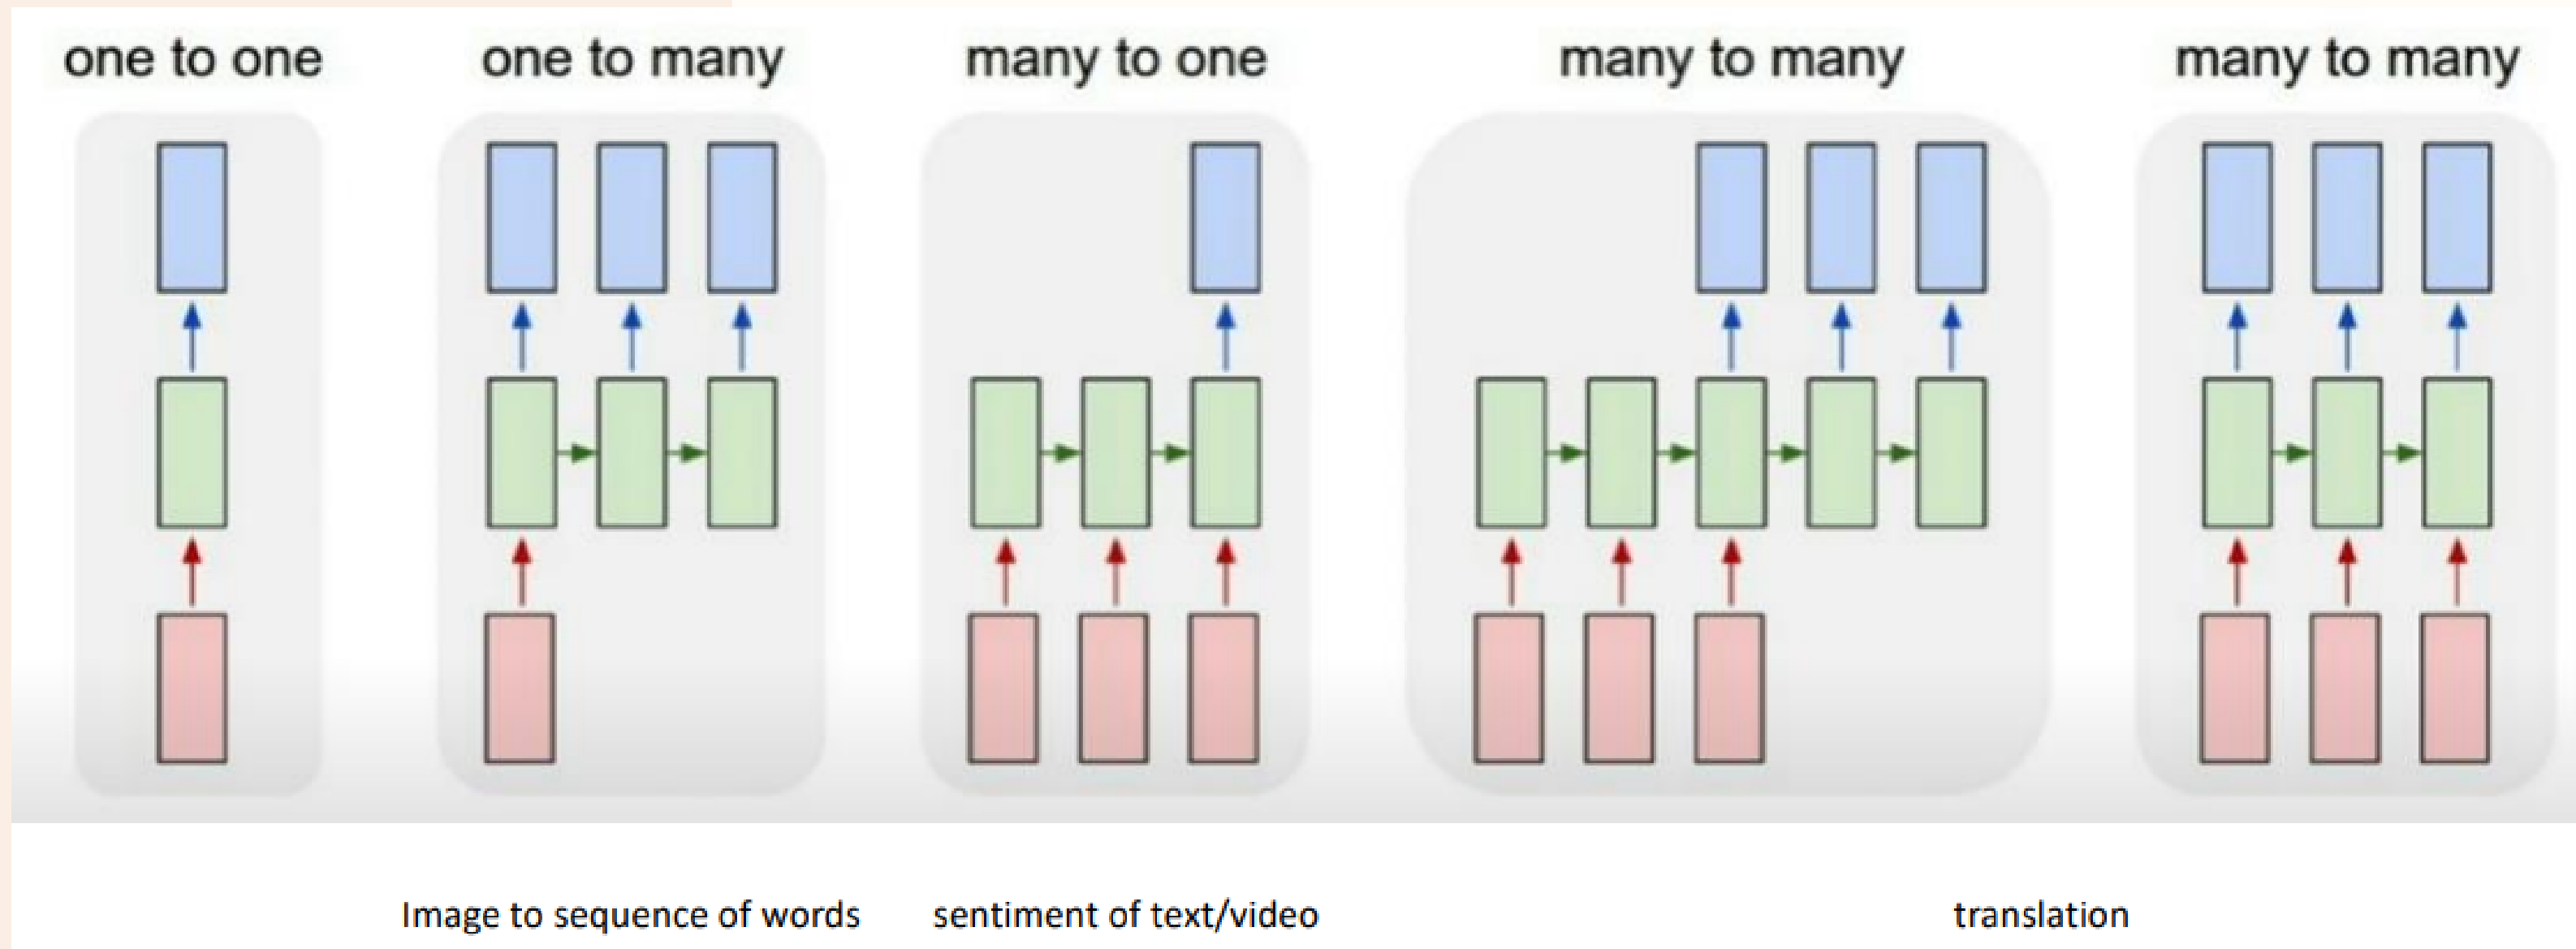 one to one
one to many
many to one
many to many
many to many
Image to sequence of words
sentiment of text/video
translation